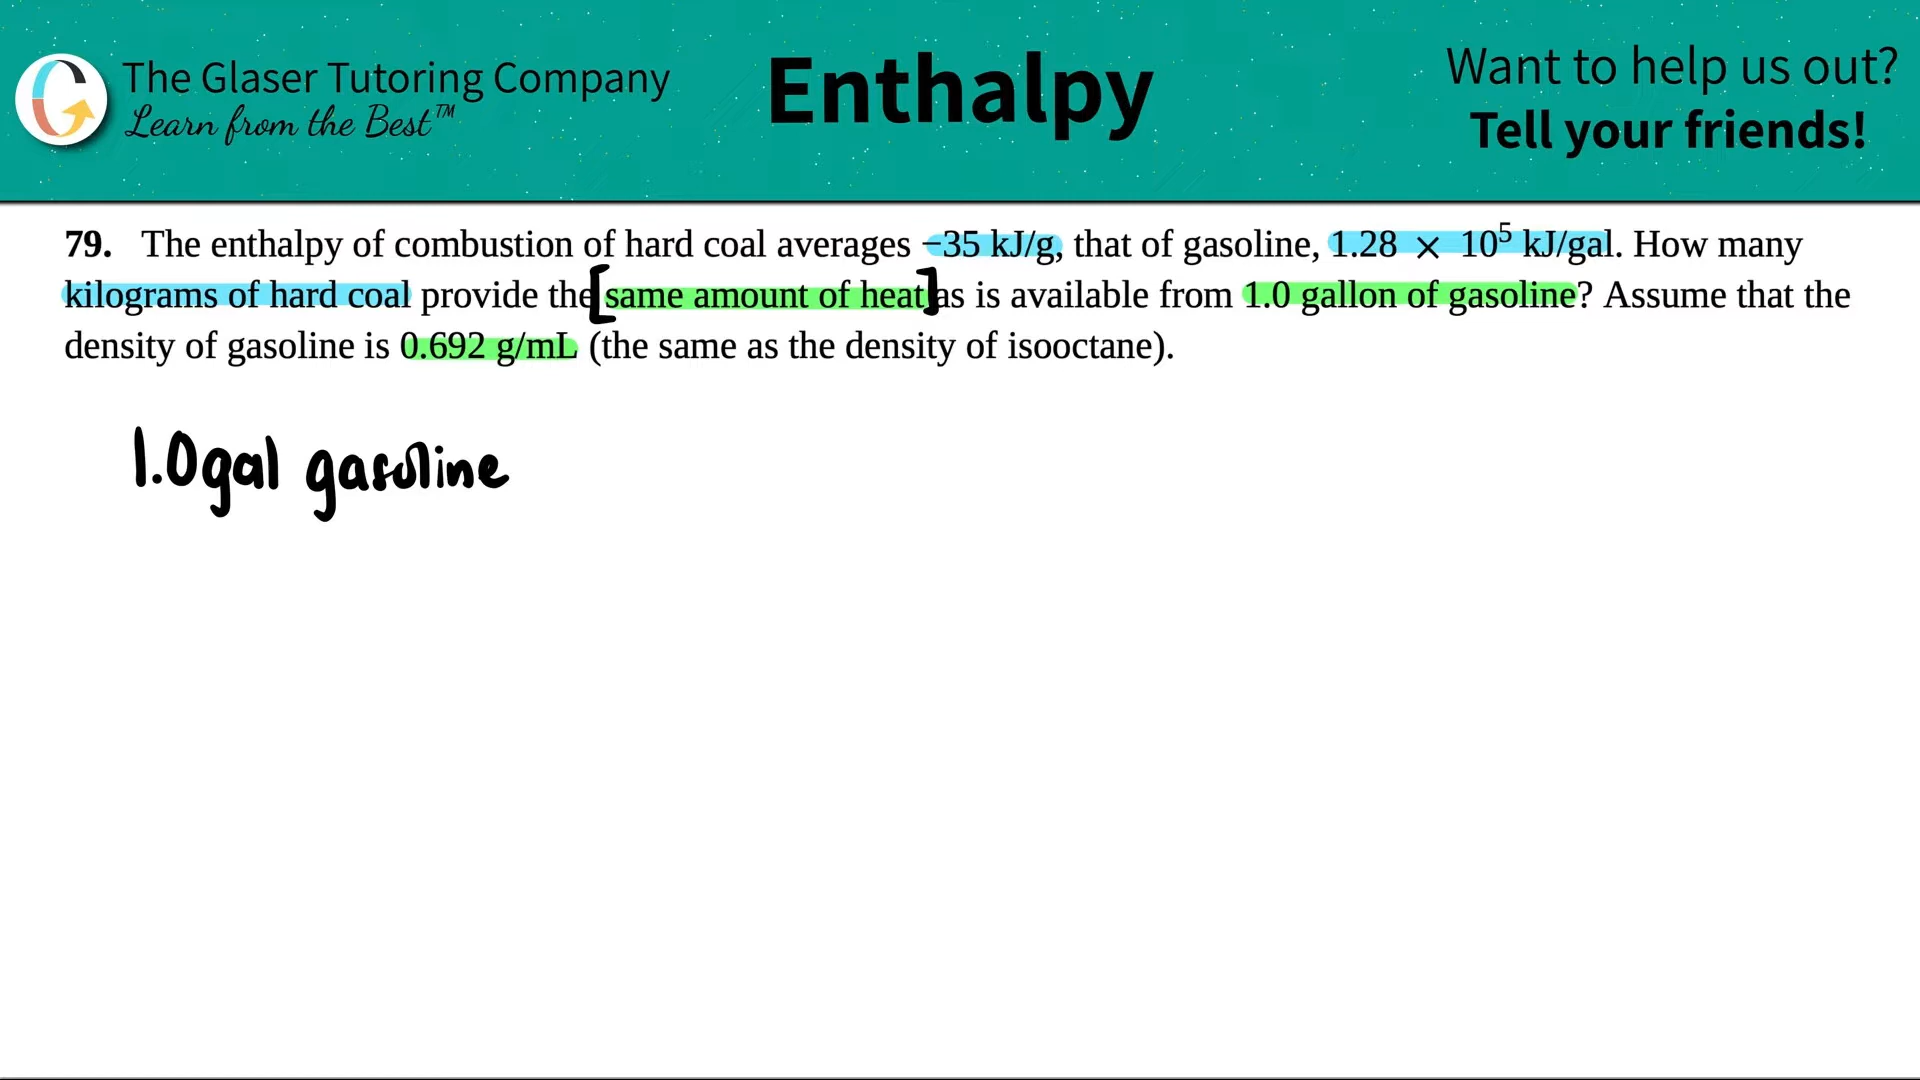 The Glaser Tutoring Company
Learn from the Best™
Enthalpy
Want to help us out?
Tell your friends!
79. The enthalpy of combustion of hard coal averages −35 kJ/g, that of gasoline, 1.28 × 10⁵ kJ/gal. How many
kilograms of hard coal provide the [same amount of heat] as is available from 1.0 gallon of gasoline? Assume that the
density of gasoline is 0.692 g/mL (the same as the density of isooctane).
1.0gal gasoline